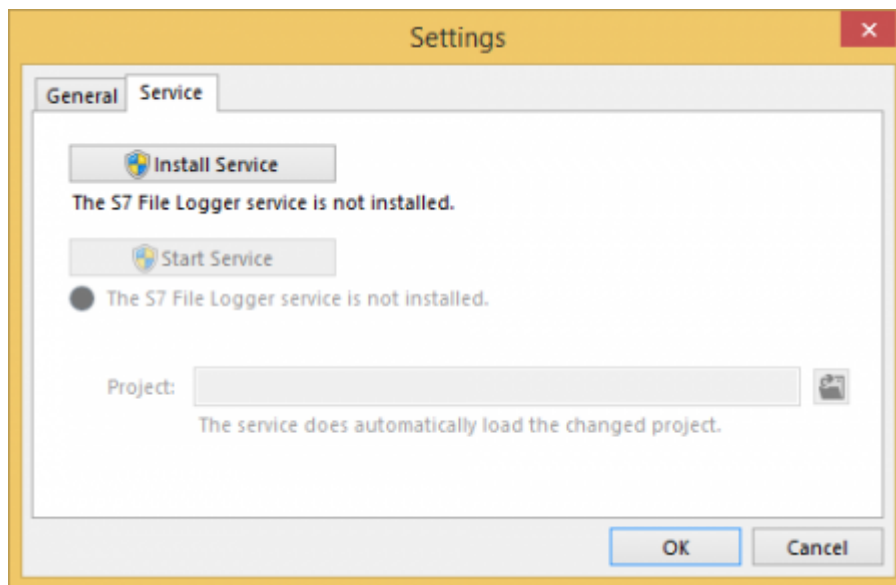 Settings
General
Service
Install Service
The S7 File Logger service is not installed.
Start Service
The S7 File Logger service is not installed.
Project:
The service does automatically load the changed project.
OK
Cancel